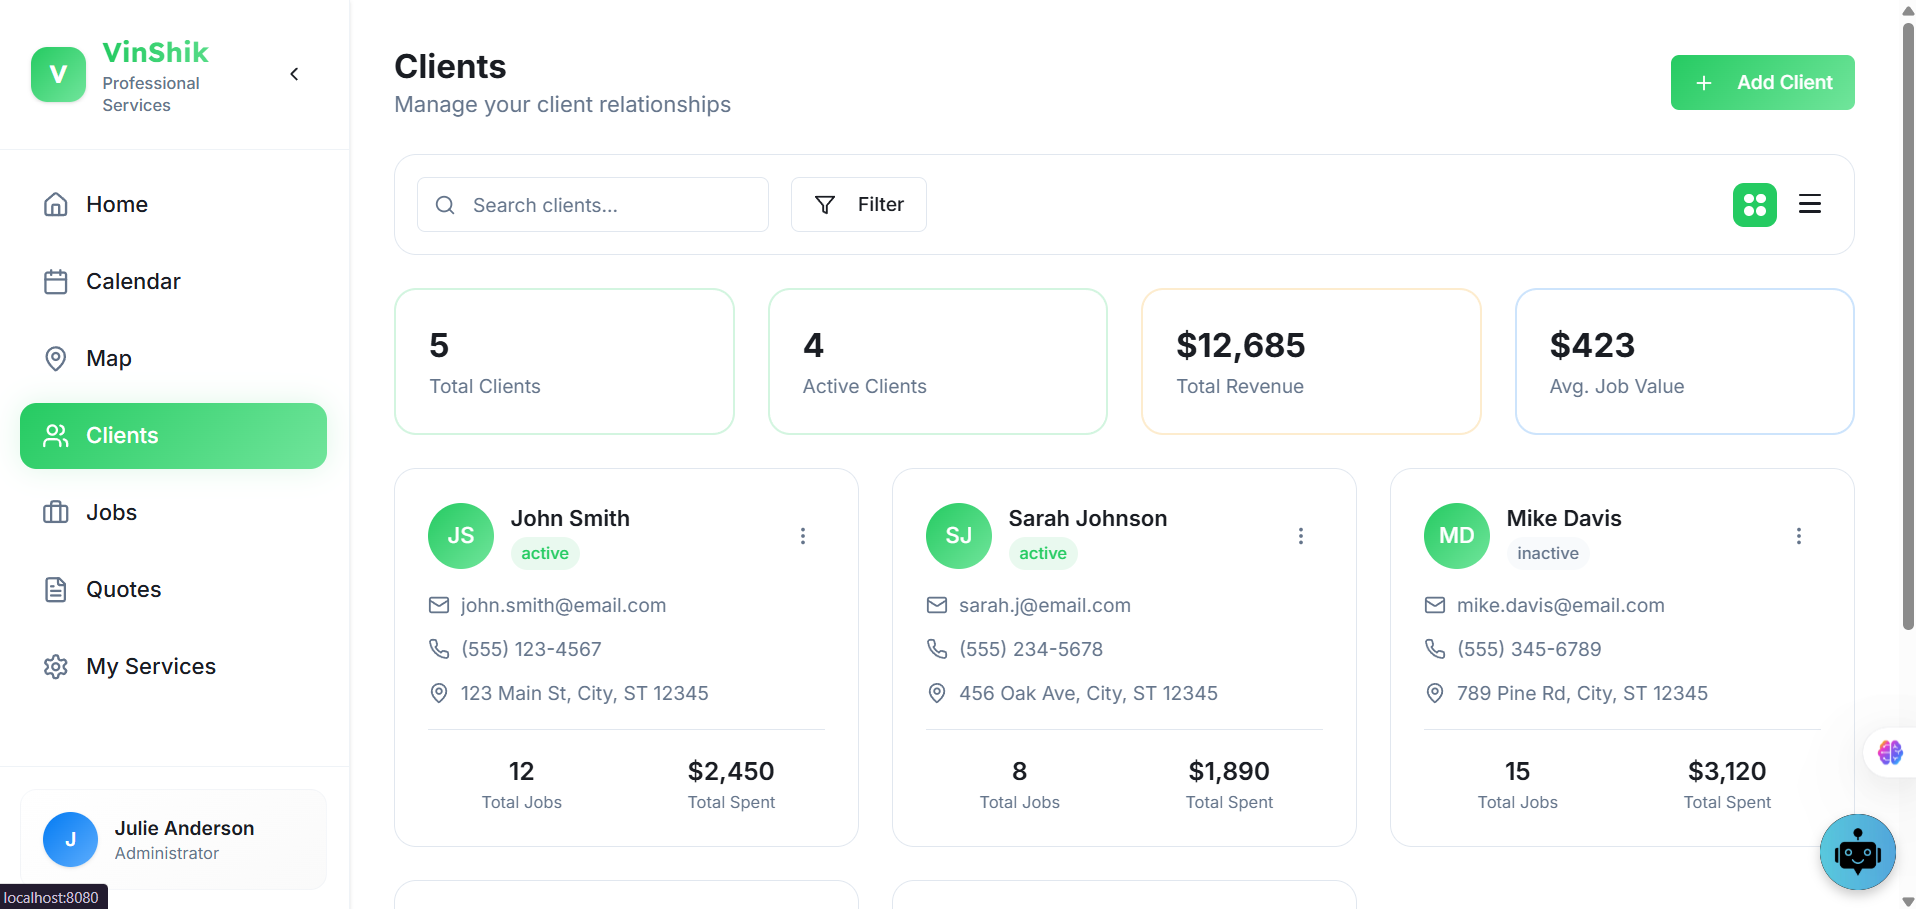 V
VinShik
Professional
Services
Home
Calendar
Map
Clients
Jobs
Quotes
My Services
J
Julie Anderson
Administrator
localhost:8080
Clients
Manage your client relationships
Add Client
Search clients...
Filter
5
Total Clients
4
Active Clients
$12,685
Total Revenue
$423
Avg. Job Value
JS
John Smith
active
john.smith@email.com
(555) 123-4567
123 Main St, City, ST 12345
12
Total Jobs
$2,450
Total Spent
SJ
Sarah Johnson
active
sarah.j@email.com
(555) 234-5678
456 Oak Ave, City, ST 12345
8
Total Jobs
$1,890
Total Spent
MD
Mike Davis
inactive
mike.davis@email.com
(555) 345-6789
789 Pine Rd, City, ST 12345
15
Total Jobs
$3,120
Total Spent